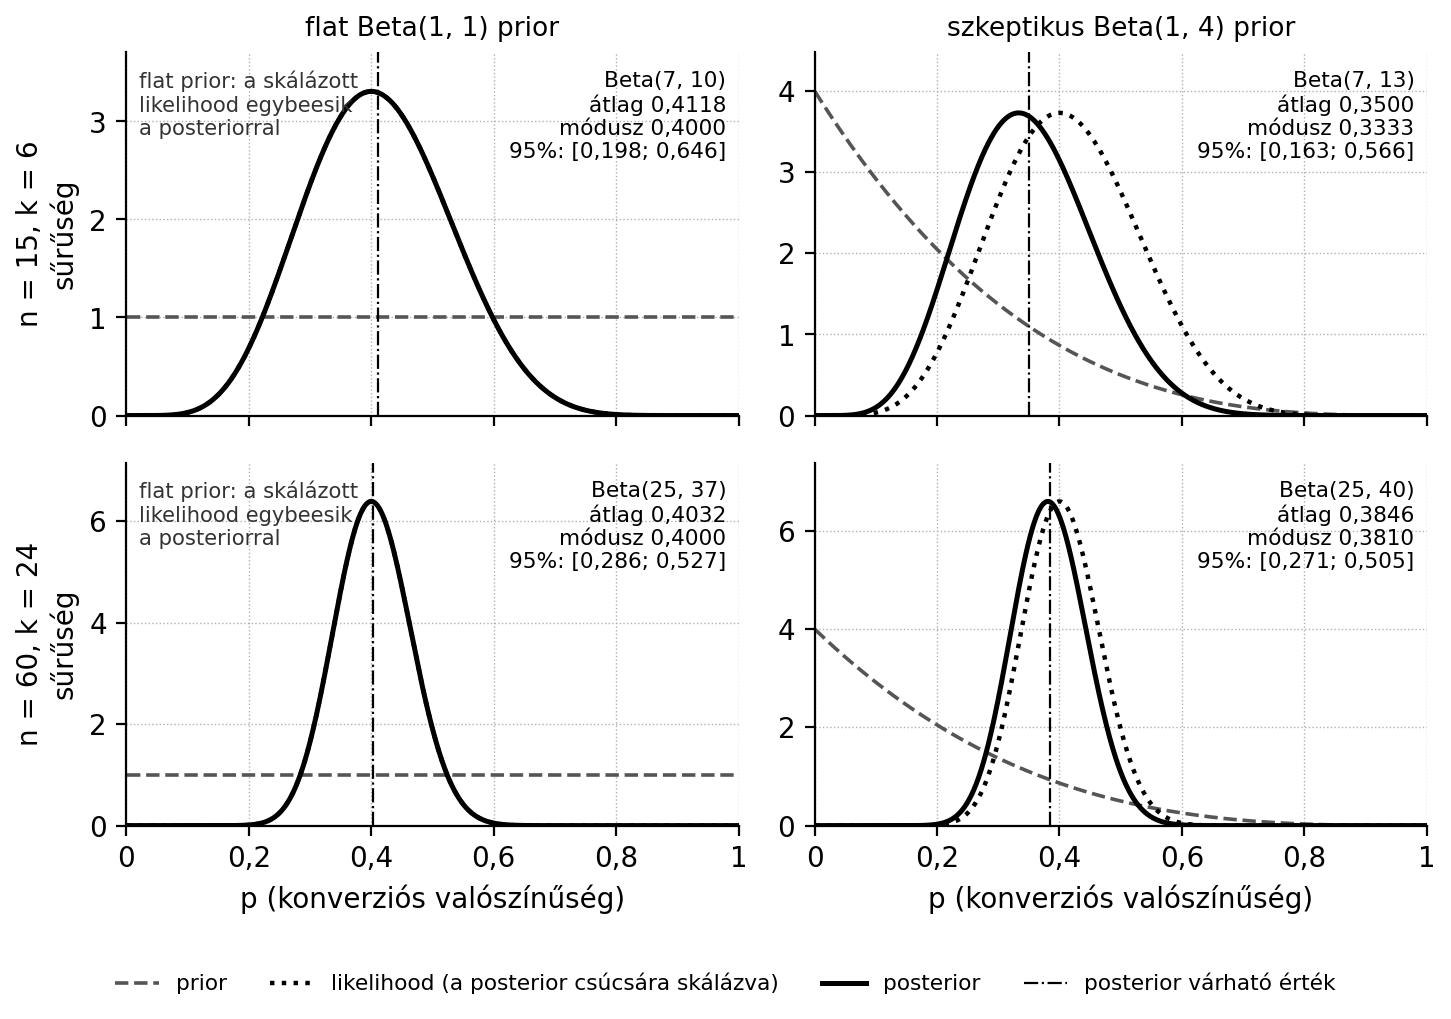 flat Beta(1, 1) prior
szkeptikus Beta(1, 4) prior
n = 15, k = 6
sűrűség
3
2
1
0
flat prior: a skálázott
likelihood egybeesik
a posteriorral
Beta(7, 10)
átlag 0,4118
módusz 0,4000
95%: [0,198; 0,646]
4
3
2
1
0
Beta(7, 13)
átlag 0,3500
módusz 0,3333
95%: [0,163; 0,566]
n = 60, k = 24
sűrűség
6
4
2
0
flat prior: a skálázott
likelihood egybeesik
a posteriorral
Beta(25, 37)
átlag 0,4032
módusz 0,4000
95%: [0,286; 0,527]
0 0,2 0,4 0,6 0,8 1
p (konverziós valószínűség)
6
4
2
0
Beta(25, 40)
átlag 0,3846
módusz 0,3810
95%: [0,271; 0,505]
0 0,2 0,4 0,6 0,8 1
p (konverziós valószínűség)
prior
likelihood (a posterior csúcsára skálázva)
posterior
posterior várható érték